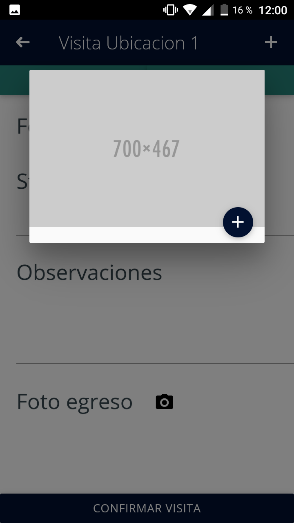 16 % 12:00
Visita Ubicacion 1
700×467
Observaciones
Foto egreso
CONFIRMAR VISITA